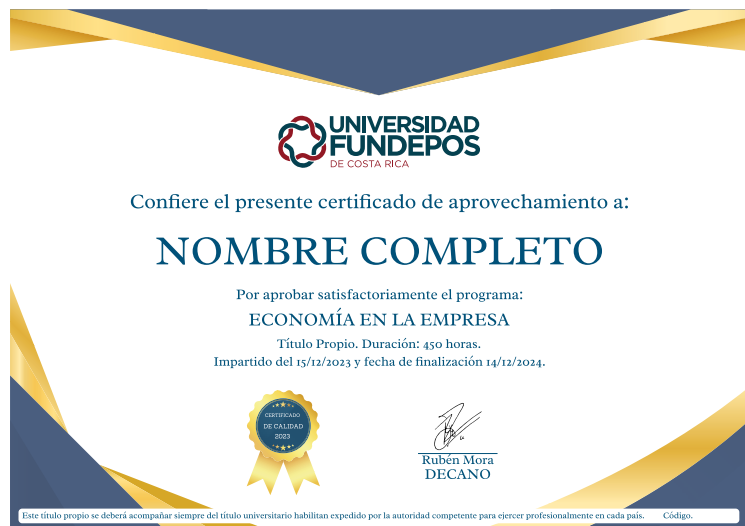 UNIVERSIDAD
FUNDEPOS
DE COSTA RICA
Confiere el presente certificado de aprovechamiento a:
NOMBRE COMPLETO
Por aprobar satisfactoriamente el programa:
ECONOMÍA EN LA EMPRESA
Título Propio. Duración: 450 horas.
Impartido del 15/12/2023 y fecha de finalización 14/12/2024.
CERTIFICADO
DE CALIDAD
2023
Rubén Mora
DECANO
Este título propio se deberá acompañar siempre del título universitario habilitan expedido por la autoridad competente para ejercer profesionalmente en cada país. Código.